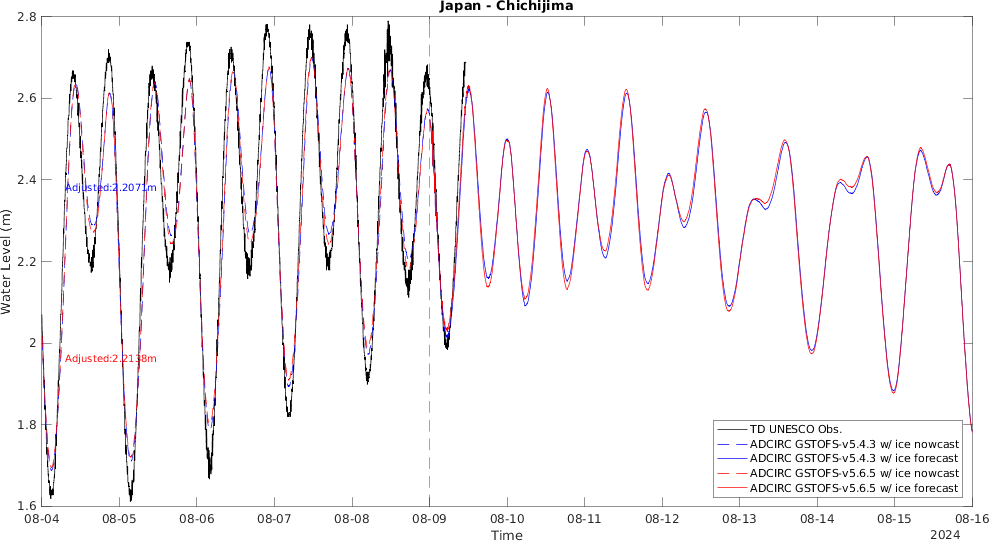 Japan - Chichijima
Water Level (m)
2.8
2.6
2.4
2.2
2
1.8
1.6
Adjusted:2.2071m
Adjusted:2.2138m
TD UNESCO Obs.
ADCIRC GSTOFS-v5.4.3 w/ ice nowcast
ADCIRC GSTOFS-v5.4.3 w/ ice forecast
ADCIRC GSTOFS-v5.6.5 w/ ice nowcast
ADCIRC GSTOFS-v5.6.5 w/ ice forecast
08-04 08-05 08-06 08-07 08-08 08-09 08-10 08-11 08-12 08-13 08-14 08-15 08-16
Time
2024